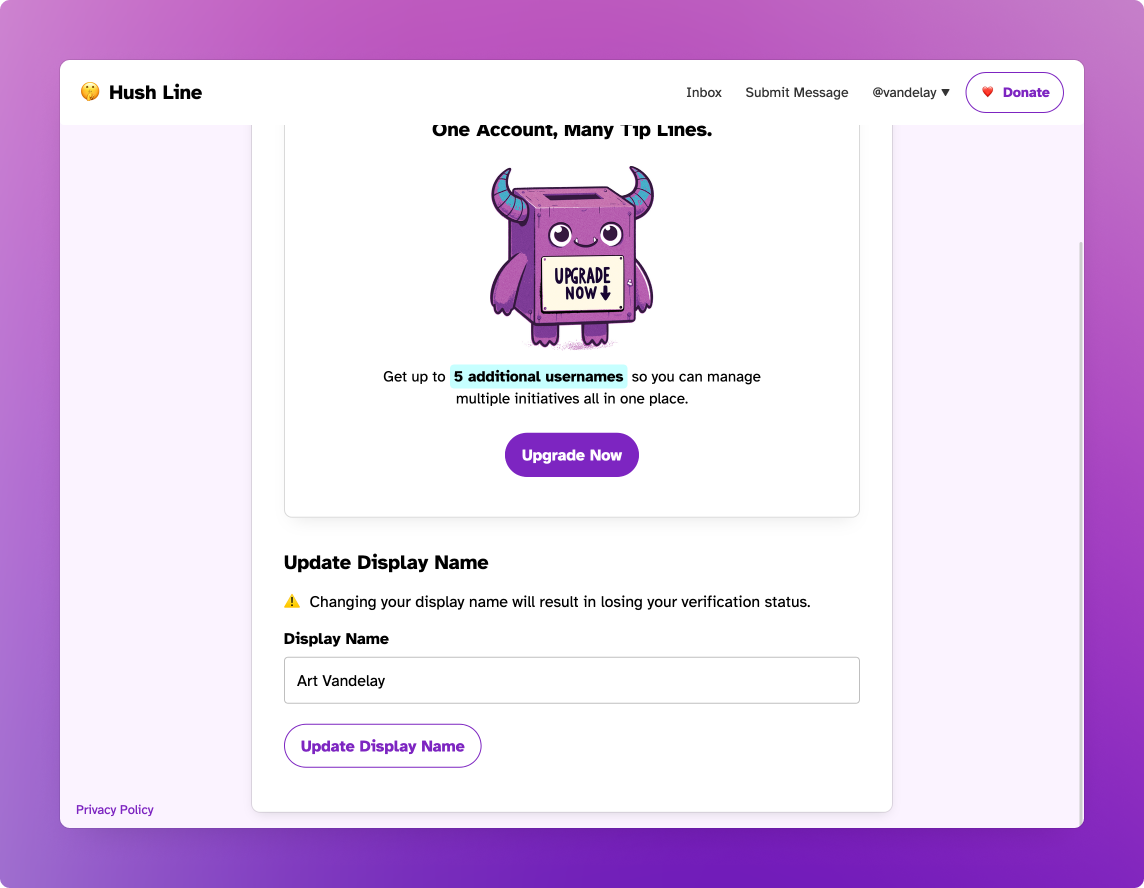 Hush Line
Inbox
Submit Message
@vandelay ▼
Donate
One Account, Many Tip Lines.
UPGRADE
NOW
Get up to 5 additional usernames so you can manage
multiple initiatives all in one place.
Upgrade Now
Update Display Name
Changing your display name will result in losing your verification status.
Display Name
Art Vandelay
Update Display Name
Privacy Policy